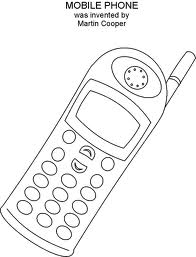 MOBILE PHONE
was invented by
Martin Cooper